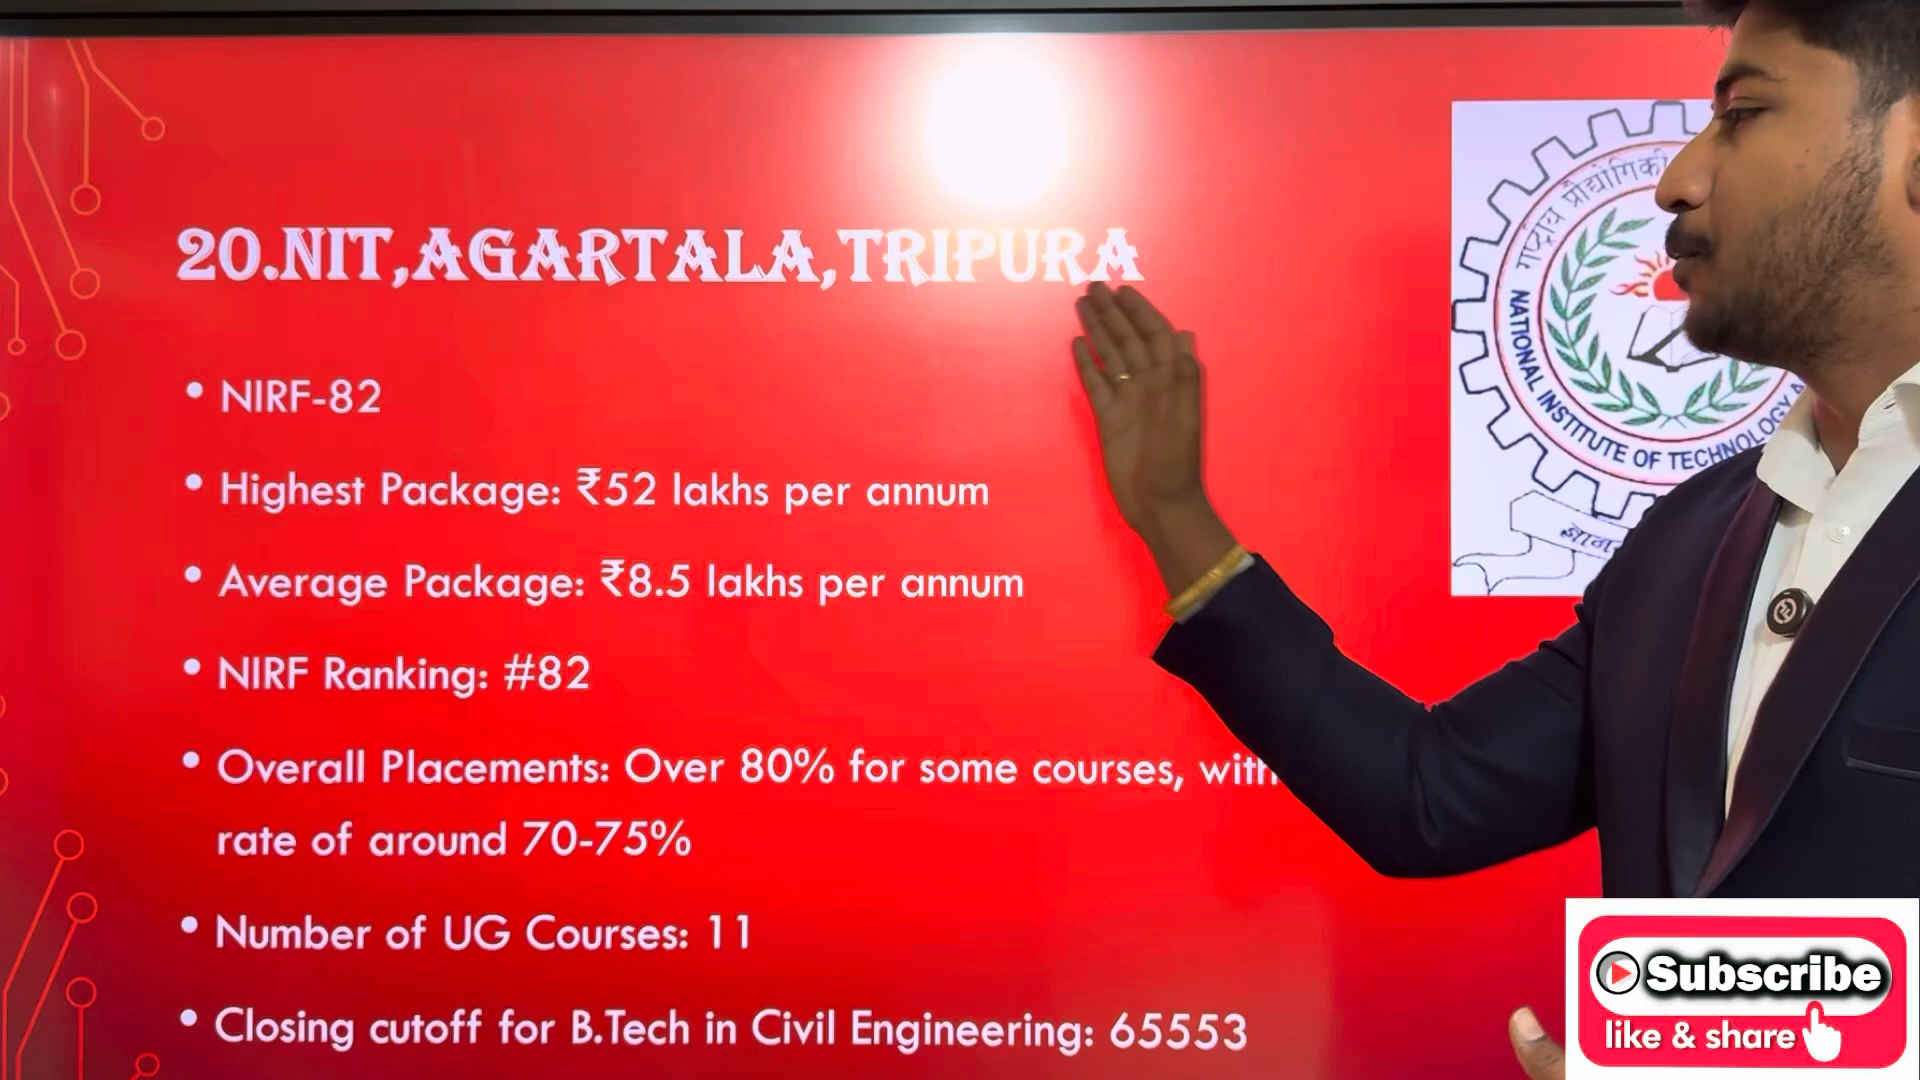 20.NIT,AGARTALA,TRIPURA
• NIRF-82
• Highest Package: ₹52 lakhs per annum
• Average Package: ₹8.5 lakhs per annum
• NIRF Ranking: #82
• Overall Placements: Over 80% for some courses, with
rate of around 70-75%
• Number of UG Courses: 11
• Closing cutoff for B.Tech in Civil Engineering: 65553
राष्ट्रीय प्रौद्योगिकी
NATIONAL INSTITUTE OF TECHNOLOGY A
Subscribe
like & share